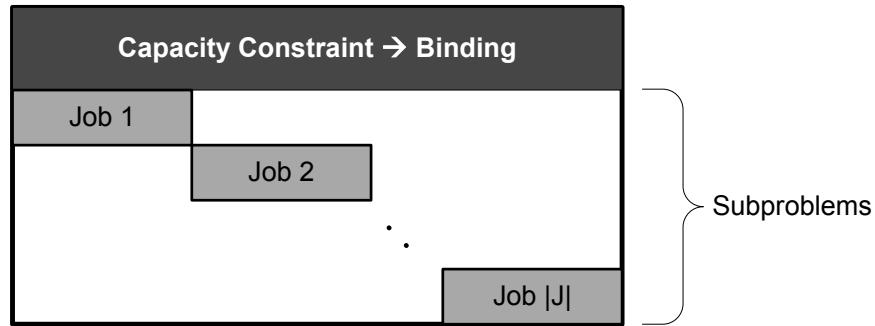 Capacity Constraint → Binding
Job 1
Job 2
Subproblems
Job |J|